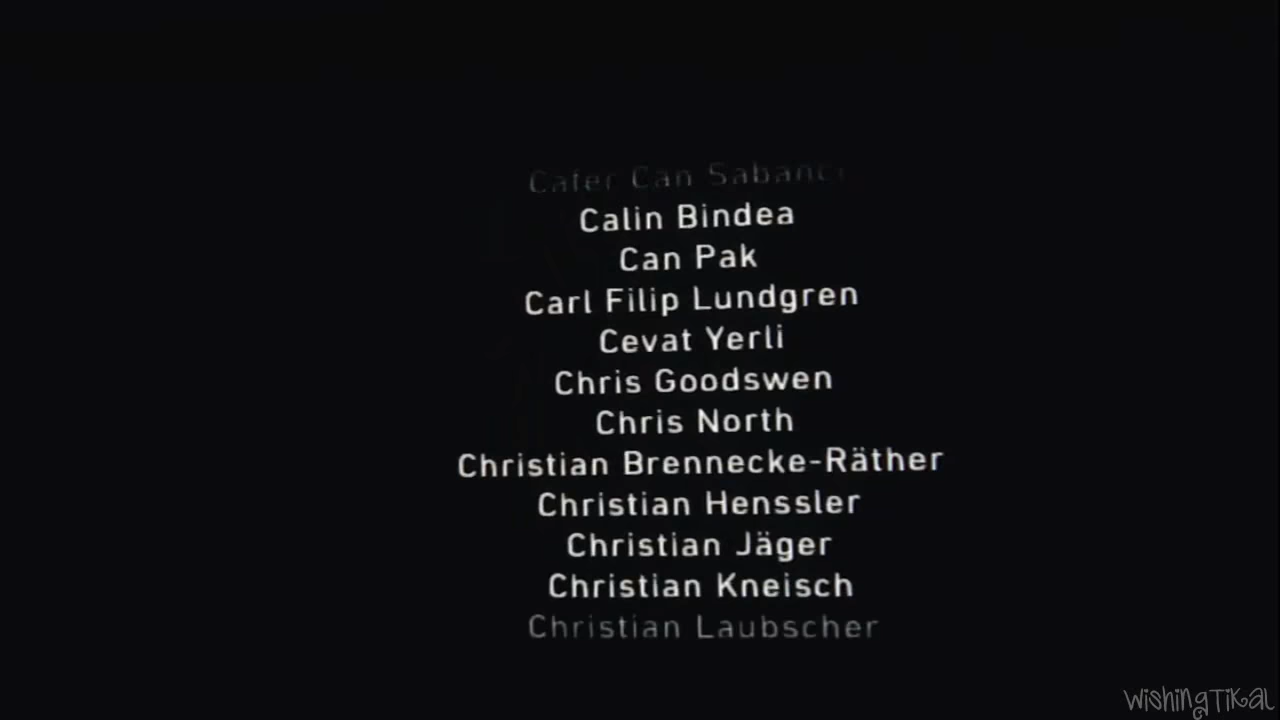 Cafer Can Sabanci
Calin Bindea
Can Pak
Carl Filip Lundgren
Cevat Yerli
Chris Goodswen
Chris North
Christian Brennecke-Räther
Christian Henssler
Christian Jäger
Christian Kneisch
Christian Laubscher
WishingTikal